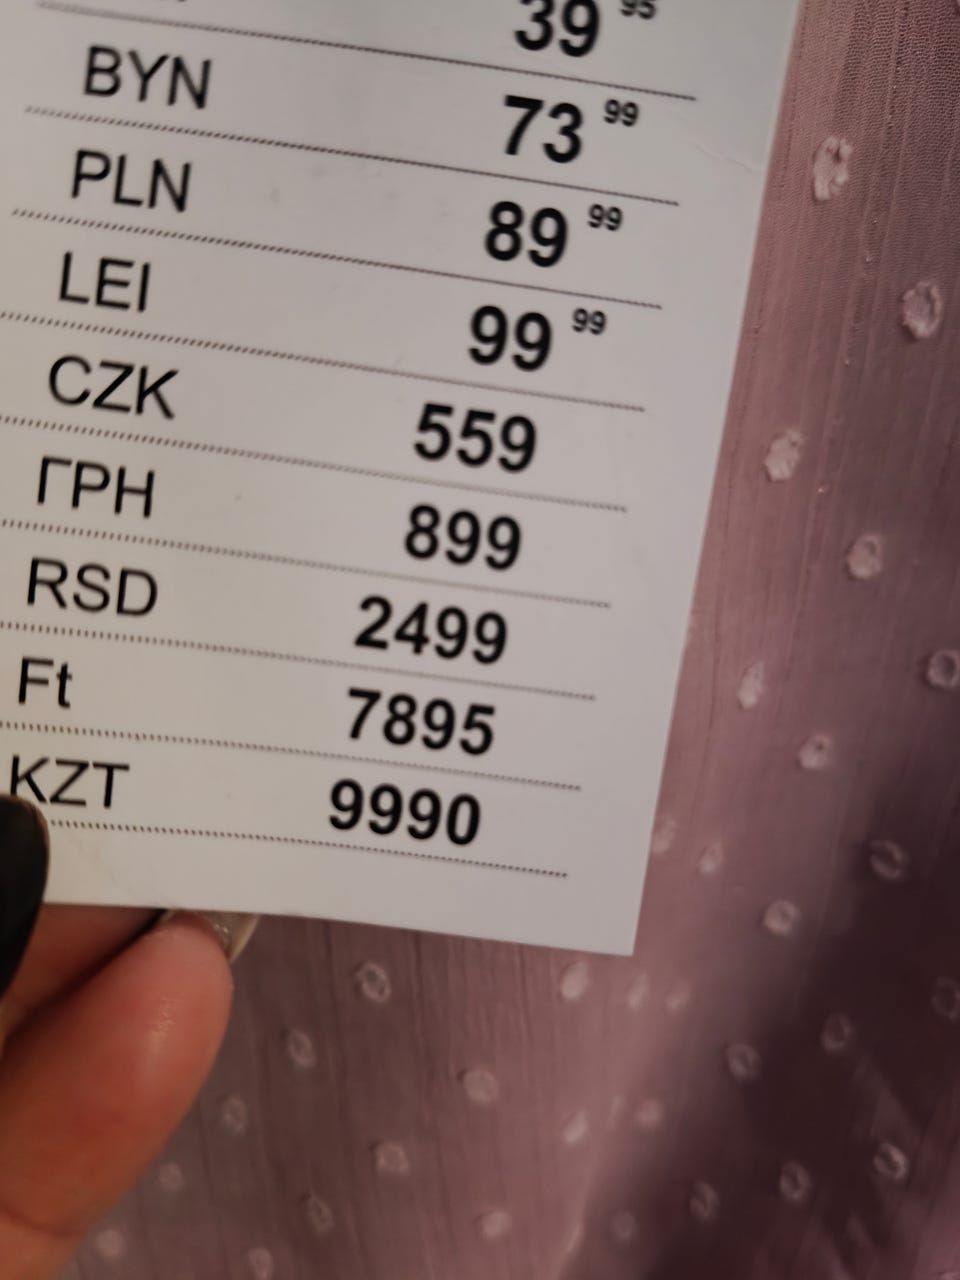 39 95
BYN 73 99
PLN 89 99
LEI 99 99
CZK 559
ГРН 899
RSD 2499
Ft 7895
KZT 9990